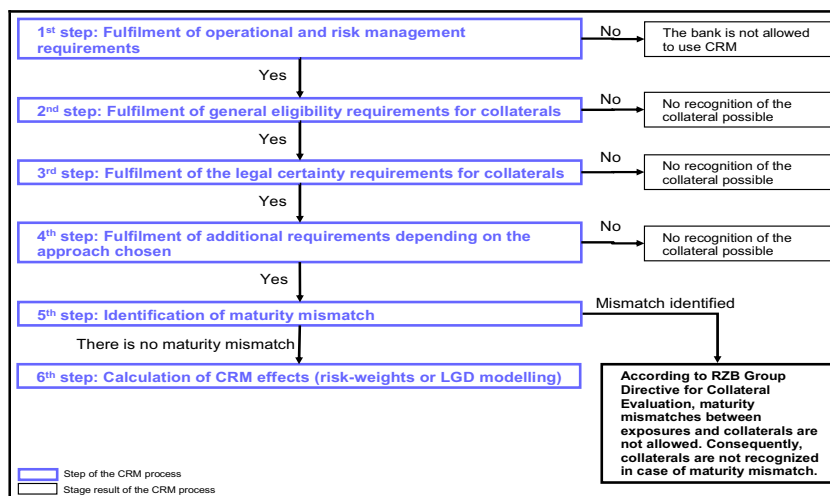 1st step: Fulfilment of operational and risk management
requirements
No
The bank is not allowed
to use CRM
Yes
2nd step: Fulfilment of general eligibility requirements for collaterals
No
No recognition of the
collateral possible
Yes
3rd step: Fulfilment of the legal certainty requirements for collaterals
No
No recognition of the
collateral possible
Yes
4th step: Fulfilment of additional requirements depending on the
approach chosen
No
No recognition of the
collateral possible
Yes
5th step: Identification of maturity mismatch
Mismatch identified
There is no maturity mismatch
6th step: Calculation of CRM effects (risk-weights or LGD modelling)
According to RZB Group
Directive for Collateral
Evaluation, maturity
mismatches between
exposures and collaterals are
not allowed. Consequently,
collaterals are not recognized
in case of maturity mismatch.
Step of the CRM process
Stage result of the CRM process